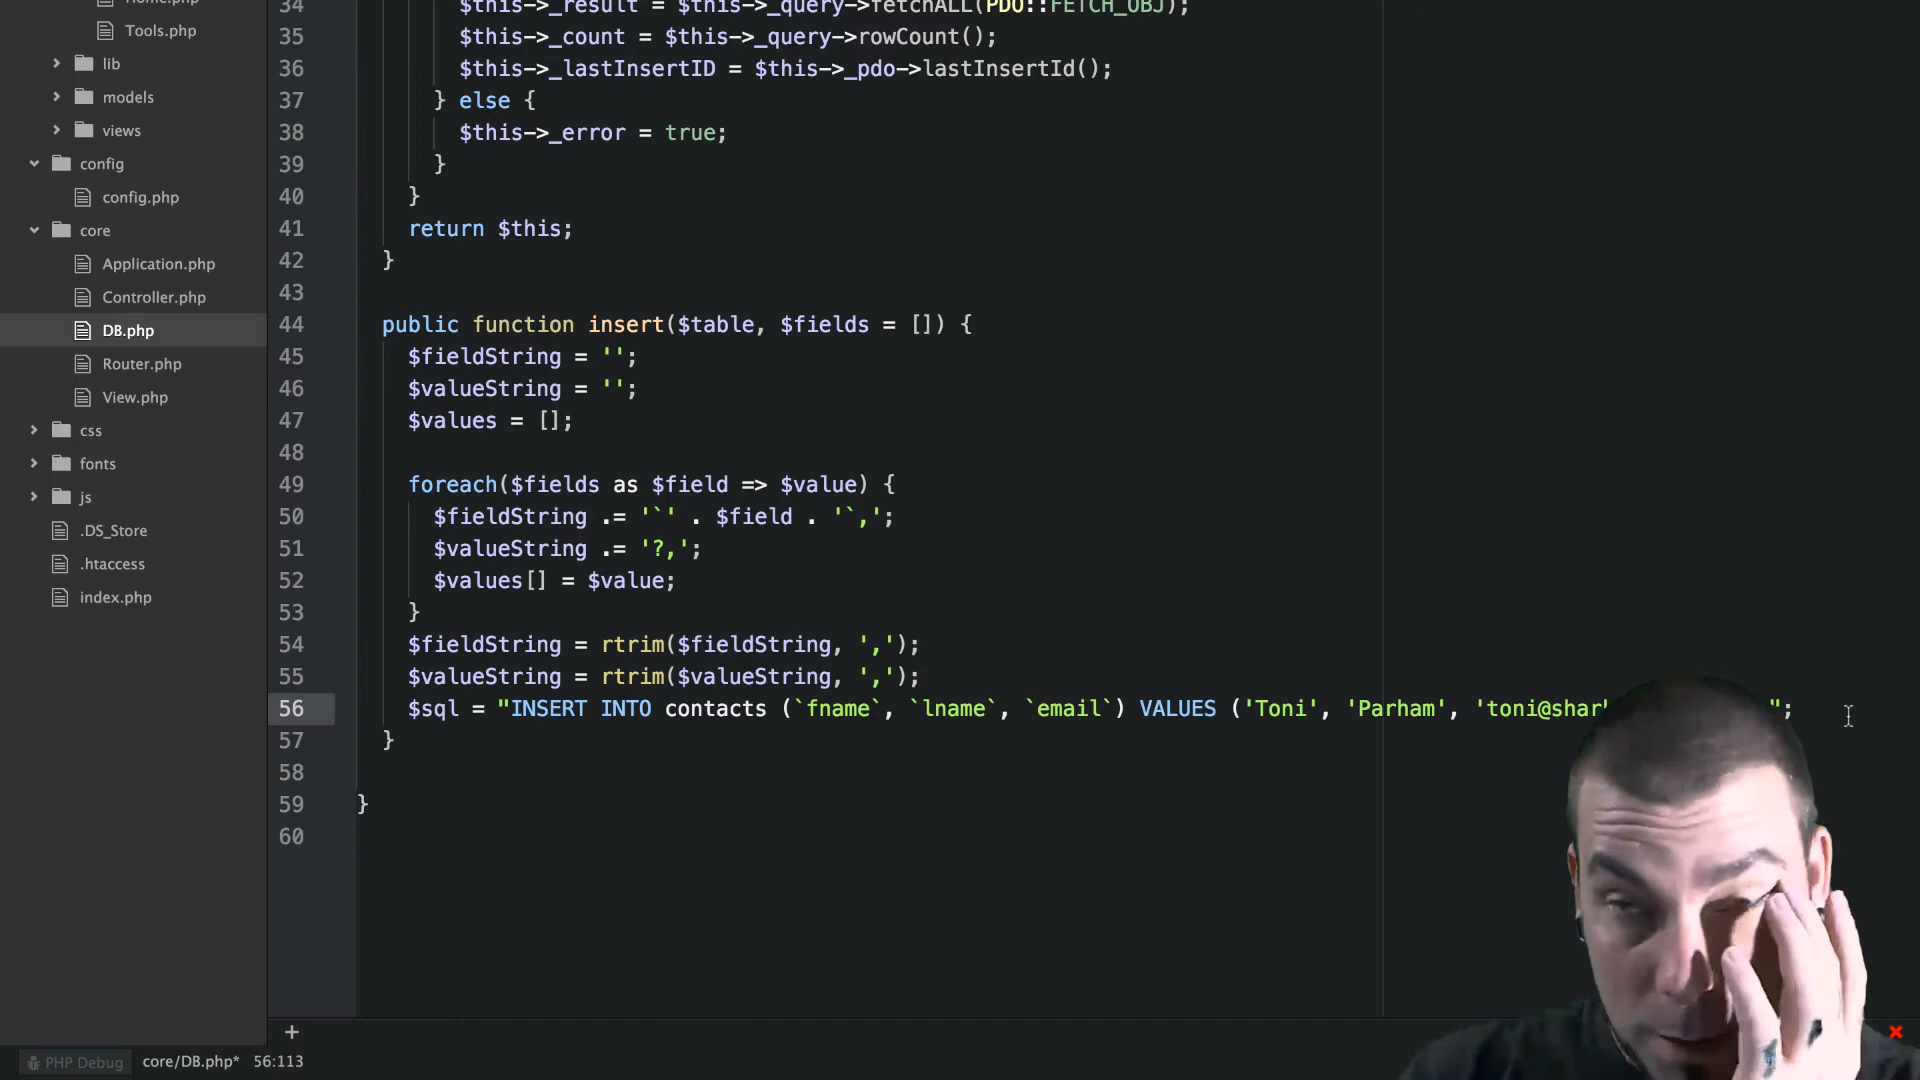 Home.php
Tools.php
lib
models
views
config
config.php
core
Application.php
Controller.php
DB.php
Router.php
View.php
css
fonts
js
.DS_Store
.htaccess
index.php
34 $this->_result = $this->_query->fetchALL(PDO::FETCH_OBJ);
35 $this->_count = $this->_query->rowCount();
36 $this->_lastInsertID = $this->_pdo->lastInsertId();
37 } else {
38 $this->_error = true;
39 }
40 }
41 return $this;
42 }
43
44 public function insert($table, $fields = []) {
45 $fieldString = '';
46 $valueString = '';
47 $values = [];
48
49 foreach($fields as $field => $value) {
50 $fieldString .= '`' . $field . '`,';
51 $valueString .= '?,';
52 $values[] = $value;
53 }
54 $fieldString = rtrim($fieldString, ',');
55 $valueString = rtrim($valueString, ',');
56 $sql = "INSERT INTO contacts (`fname`, `lname`, `email`) VALUES ('Toni', 'Parham', ";
57 }
58
59 }
60
PHP Debug core/DB.php* 56:113